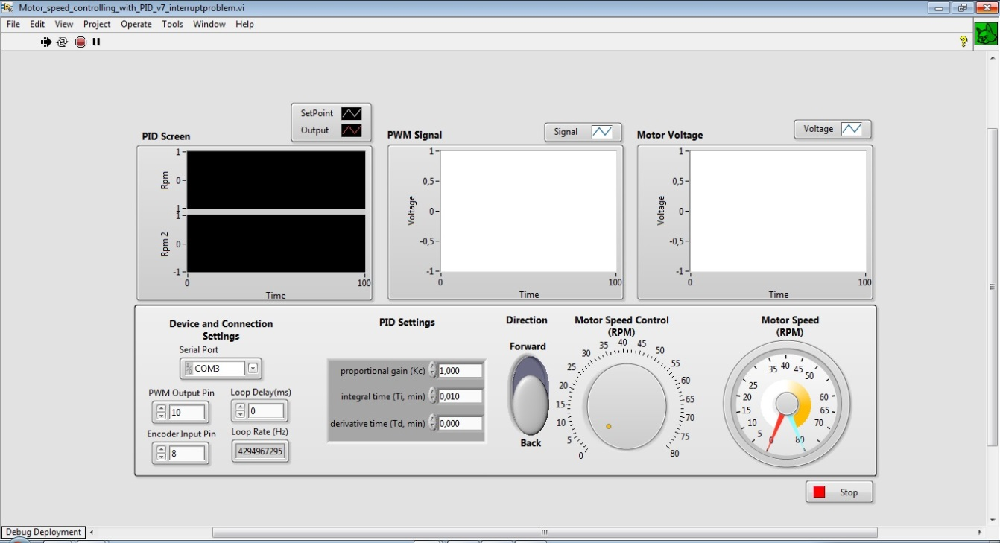 Motor_speed_controlling_with_PID_v7_interruptproblem.vi
File Edit View Project Operate Tools Window Help
?
SetPoint
Output
PID Screen
1
Rpm
0
-1
1
Rpm 2
0
-1
0 100
Time
PWM Signal
Signal
1
0,5
Voltage
0
-0,5
-1
0 100
Time
Motor Voltage
Voltage
1
0,5
Voltage
0
-0,5
-1
0 100
Time
Device and Connection
Settings
Serial Port
COM3
PWM Output Pin
10
Loop Delay(ms)
0
Encoder Input Pin
8
Loop Rate (Hz)
4294967295
PID Settings
proportional gain (Kc) 1,000
integral time (Ti, min) 0,010
derivative time (Td, min) 0,000
Direction
Forward
Back
Motor Speed Control
(RPM)
0 5 10 15 20 25 30 35 40 45 50 55 60 65 70 75 80
Motor Speed
(RPM)
0 5 10 15 20 25 35 40 45 50 60 65 70 80
Stop
Debug Deployment